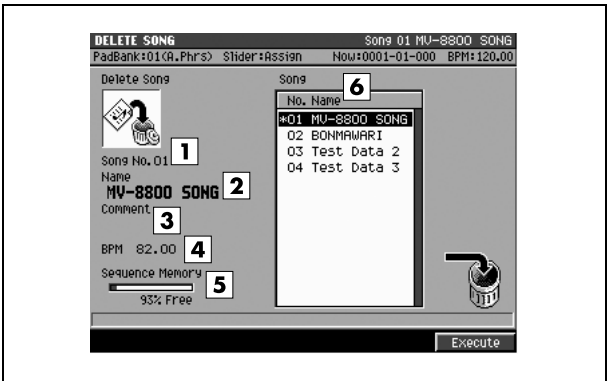 DELETE SONG Song 01 MV-8800 SONG
PadBank:01(A.Phrs) Slider:Assign Now:0001-01-000 BPM:120.00
Delete Song
Song No.01 1
Name
MV-8800 SONG 2
Comment 3
BPM 82.00 4
Sequence Memory 5
93% Free
Song 6
No. Name
*01 MV-8800 SONG
02 BONMAWARI
03 Test Data 2
04 Test Data 3
Execute